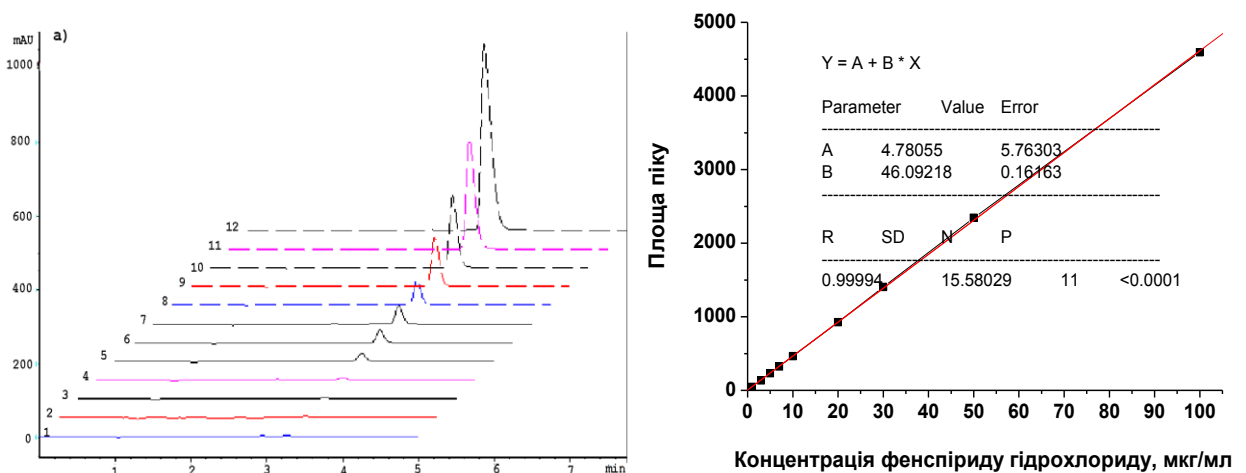 mAU
a)
1000
800
600
400
200
0
12
11
10
9
8
7
6
5
4
3
2
1
1 2 3 4 5 6 7 min
5000
4000
3000
2000
1000
0
Площа піку
Y = A + B * X
Parameter Value Error
A 4.78055 5.76303
B 46.09218 0.16163
R SD N P
0.99994 15.58029 11 <0.0001
0 10 20 30 40 50 60 70 80 90 100
Концентрація фенспіриду гідрохлориду, мкг/мл